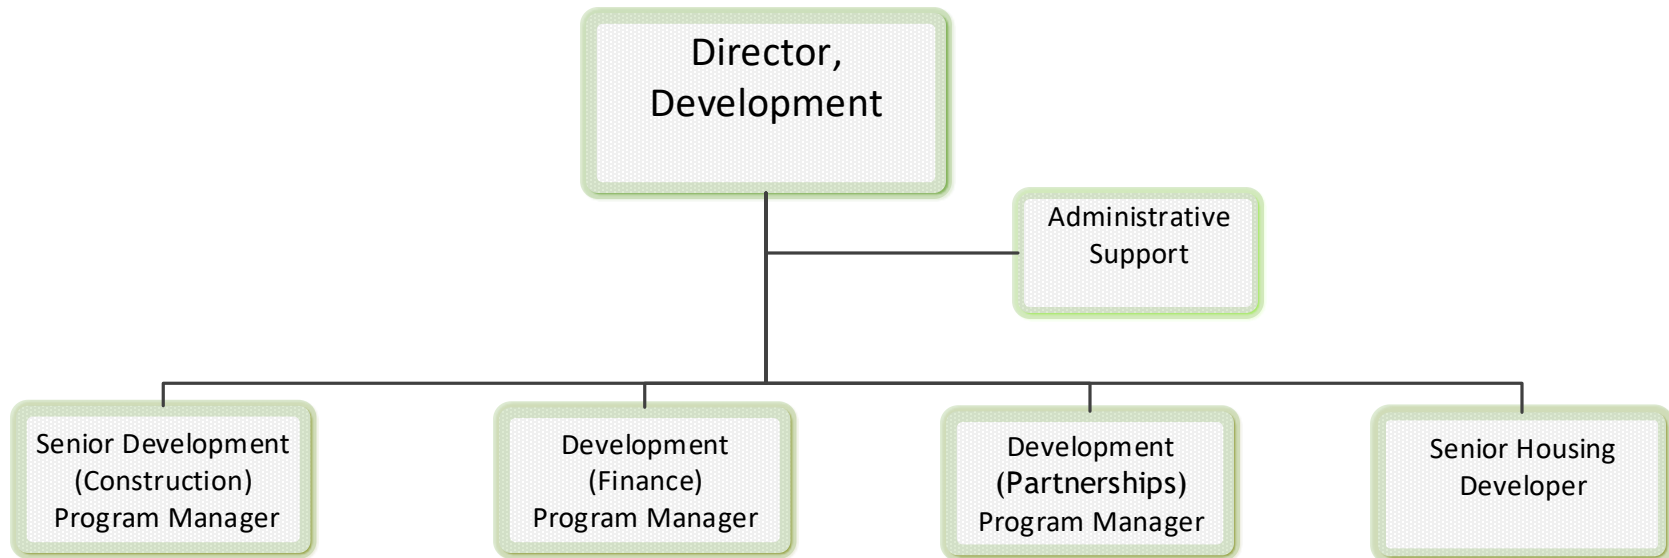 Director,
Development
Administrative
Support
Senior Development
(Construction)
Program Manager
Development
(Finance)
Program Manager
Development
(Partnerships)
Program Manager
Senior Housing
Developer